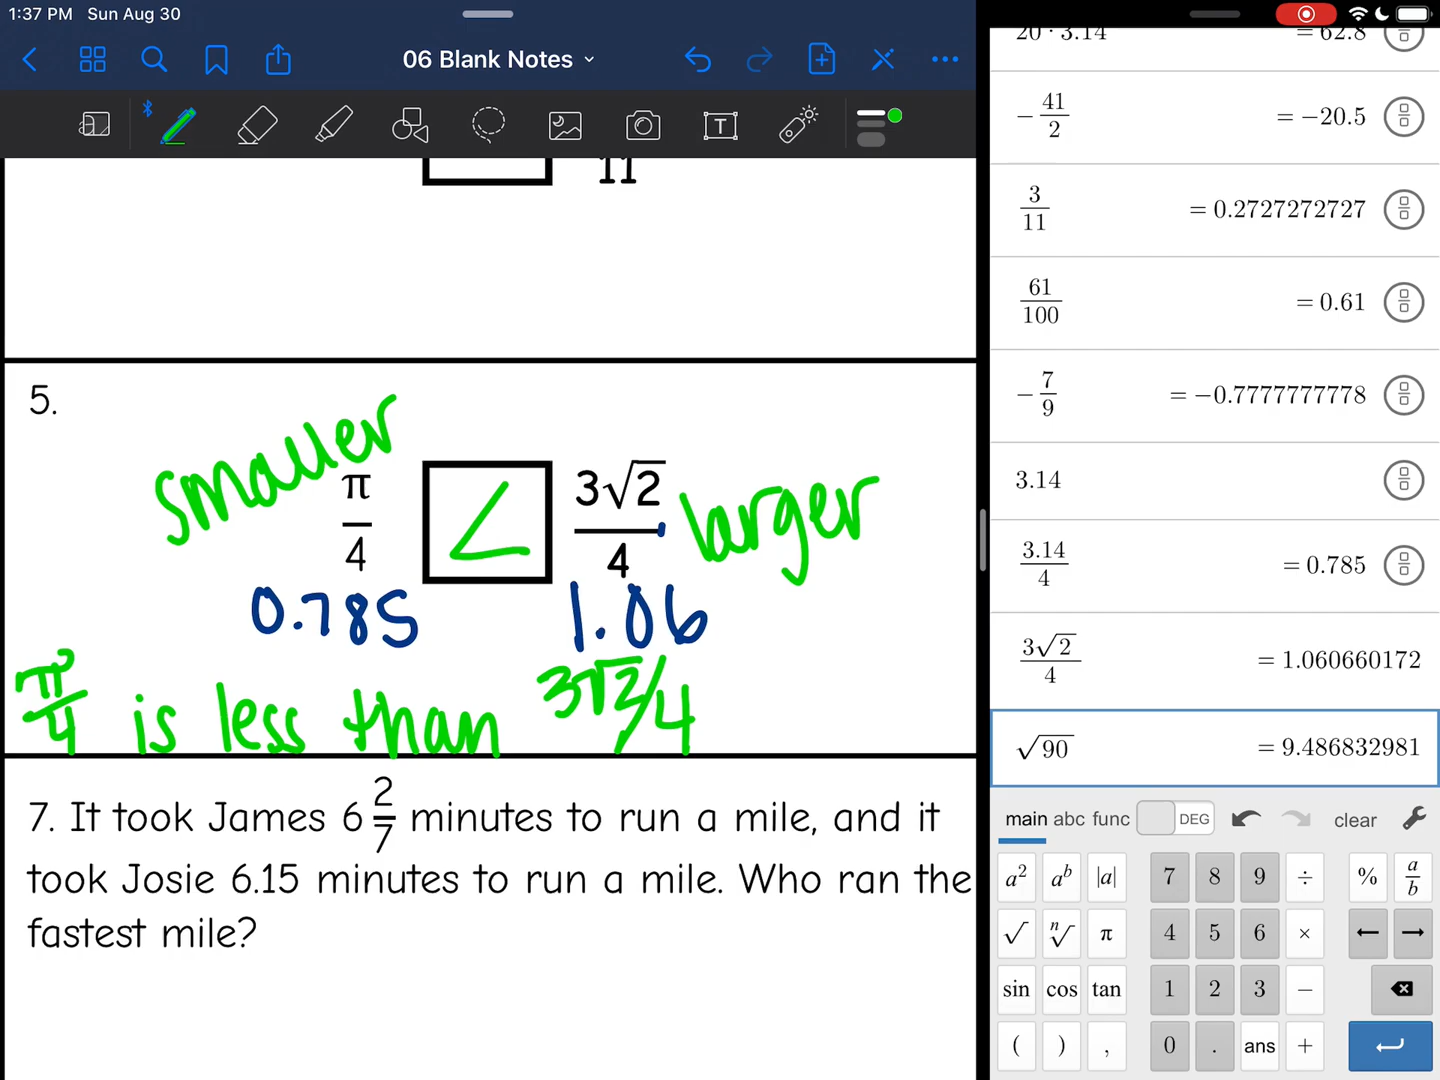 1:37 PM Sun Aug 30
06 Blank Notes
T
11
5.
smaller
π/4 < 3√2/4 larger
0.785 1.06
π/4 is less than 3√2/4
7. It took James 6 2/7 minutes to run a mile, and it
took Josie 6.15 minutes to run a mile. Who ran the
fastest mile?
20 · 3.14 = 62.8
−41/2 = −20.5
3/11 = 0.2727272727
61/100 = 0.61
−7/9 = −0.7777777778
3.14
3.14/4 = 0.785
3√2/4 = 1.060660172
√90 = 9.486832981
main abc func DEG clear
a² aᵇ |a| 7 8 9 ÷ % a/b
√ ⁿ√ π 4 5 6 × ← →
sin cos tan 1 2 3 −
( ) , 0 . ans +